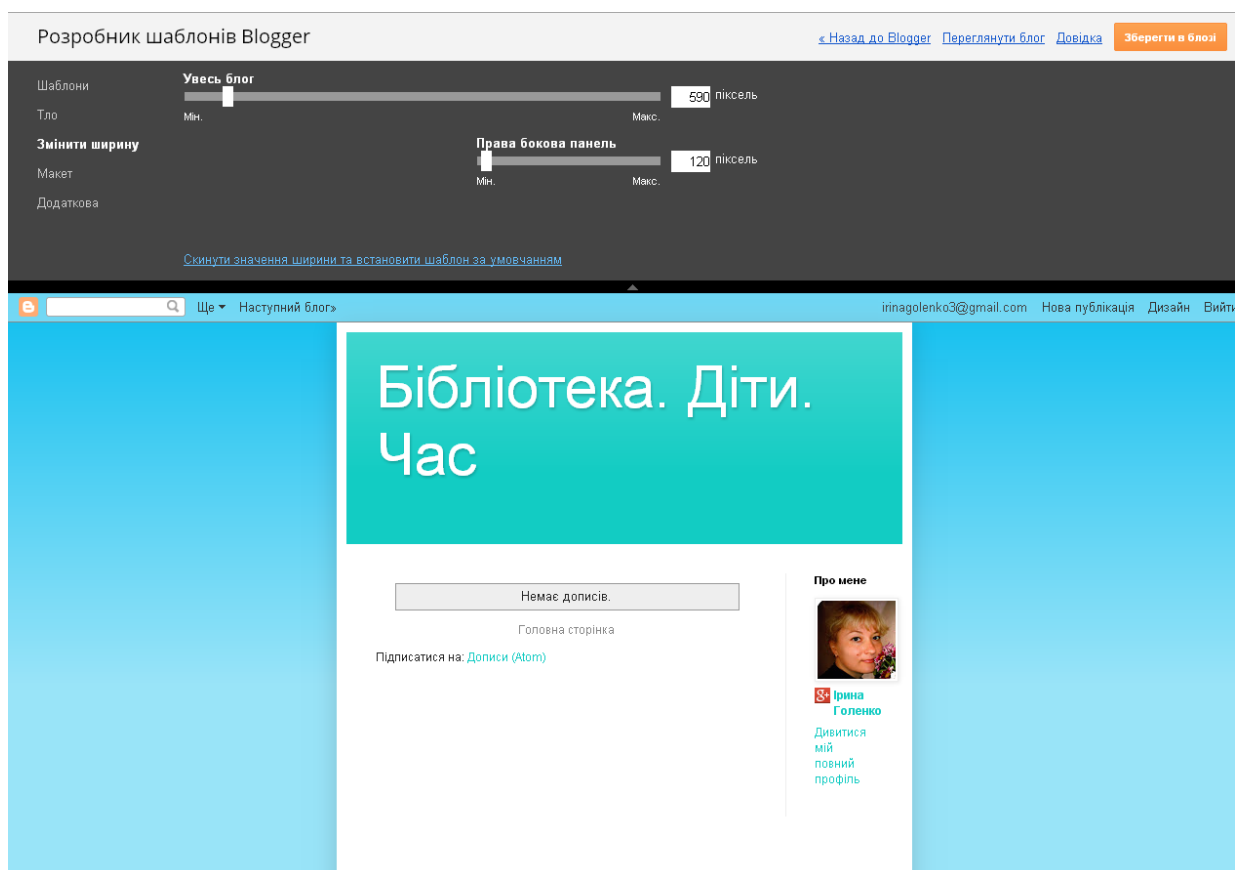 Розробник шаблонів Blogger
« Назад до Blogger Переглянути блог Довідка Зберегти в блозі
Шаблони
Тло
Змінити ширину
Макет
Додаткова
Увесь блог
590 піксель
Мін. Макс.
Права бокова панель
120 піксель
Мін. Макс.
Скинути значення ширини та встановити шаблон за умовчанням
Ще Наступний блог» irinagolenko3@gmail.com Нова публікація Дизайн Вийти
Бібліотека. Діти.
Час
Немає дописів.
Головна сторінка
Підписатися на: Дописи (Atom)
Про мене
Ірина
Голенко
Дивитися
мій
повний
профіль